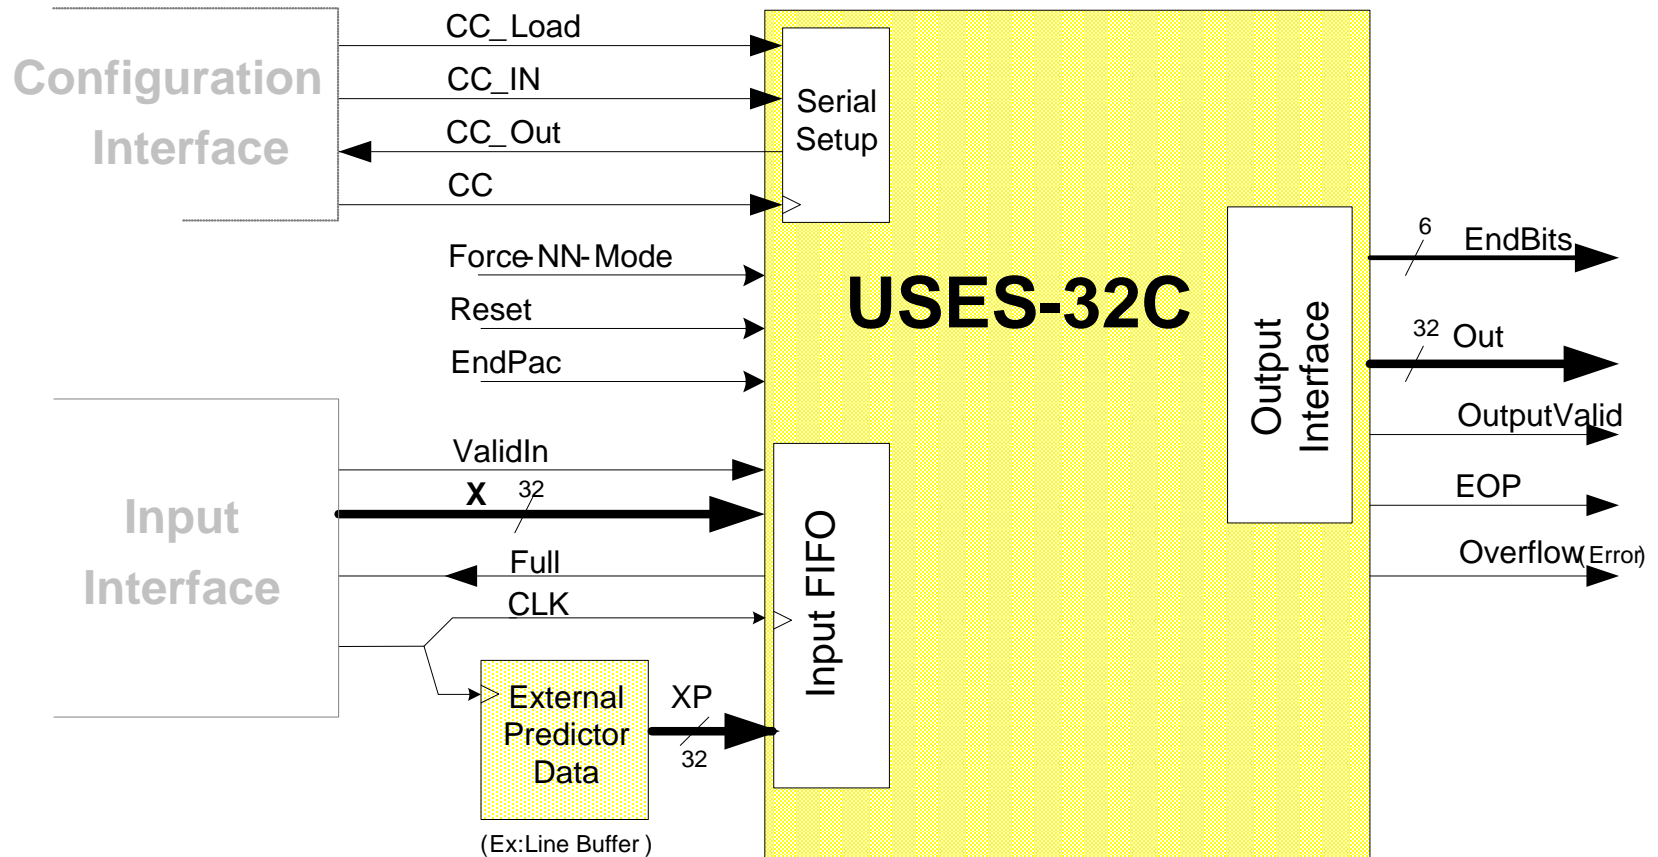 Configuration
Interface
CC_Load
CC_IN
CC_Out
CC
Serial
Setup
Force-NN-Mode
Reset
EndPac
USES-32C
Input
Interface
ValidIn
X
32
Full
CLK
Input FIFO
External
Predictor
Data
(Ex:Line Buffer )
XP
32
Output
Interface
6
EndBits
32
Out
OutputValid
EOP
Overflow(Error)